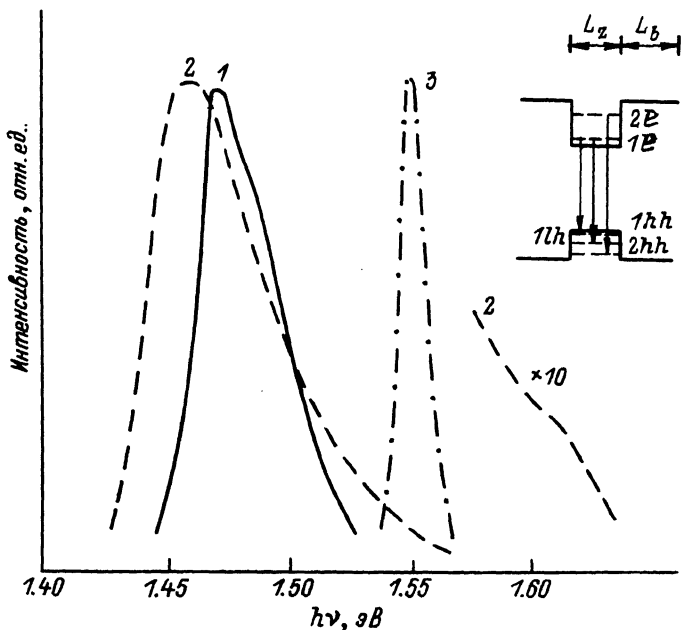 Интенсивность, отн.ед..
2
1
3
2
×10
L_z
L_b
2e
1e
1lh
1hh
2hh
1.40
1.45
1.50
1.55
1.60
hν, эВ